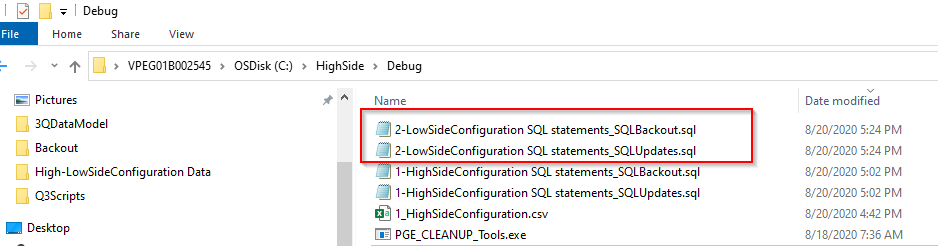 Debug
File Home Share View
VPEG01B002545 > OSDisk (C:) > HighSide > Debug
Pictures
3QDataModel
Backout
High-LowSideConfiguration Data
Q3Scripts
Desktop
Name Date modified
2-LowSideConfiguration SQL statements_SQLBackout.sql 8/20/2020 5:24 PM
2-LowSideConfiguration SQL statements_SQLUpdates.sql 8/20/2020 5:24 PM
1-HighSideConfiguration SQL statements_SQLBackout.sql 8/20/2020 5:02 PM
1-HighSideConfiguration SQL statements_SQLUpdates.sql 8/20/2020 5:02 PM
1_HighSideConfiguration.csv 8/20/2020 4:42 PM
PGE_CLEANUP_Tools.exe 8/18/2020 7:36 AM